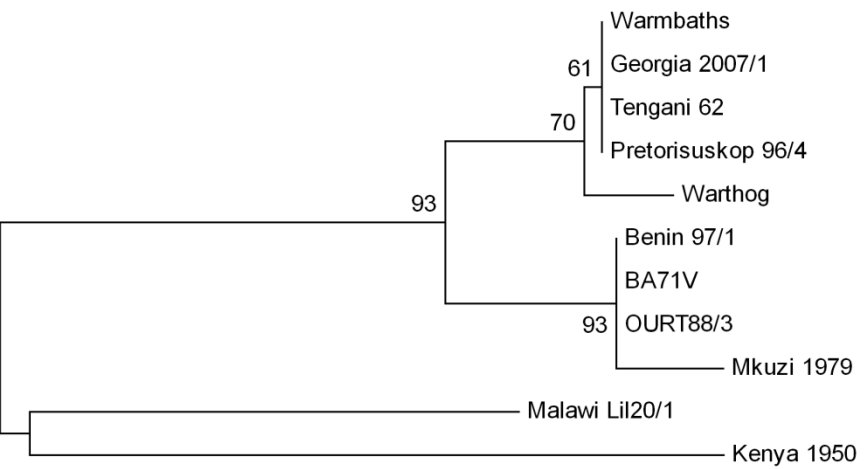 Warmbaths
61
Georgia 2007/1
Tengani 62
70
Pretorisuskop 96/4
Warthog
93
Benin 97/1
BA71V
93
OURT88/3
Mkuzi 1979
Malawi Lil20/1
Kenya 1950